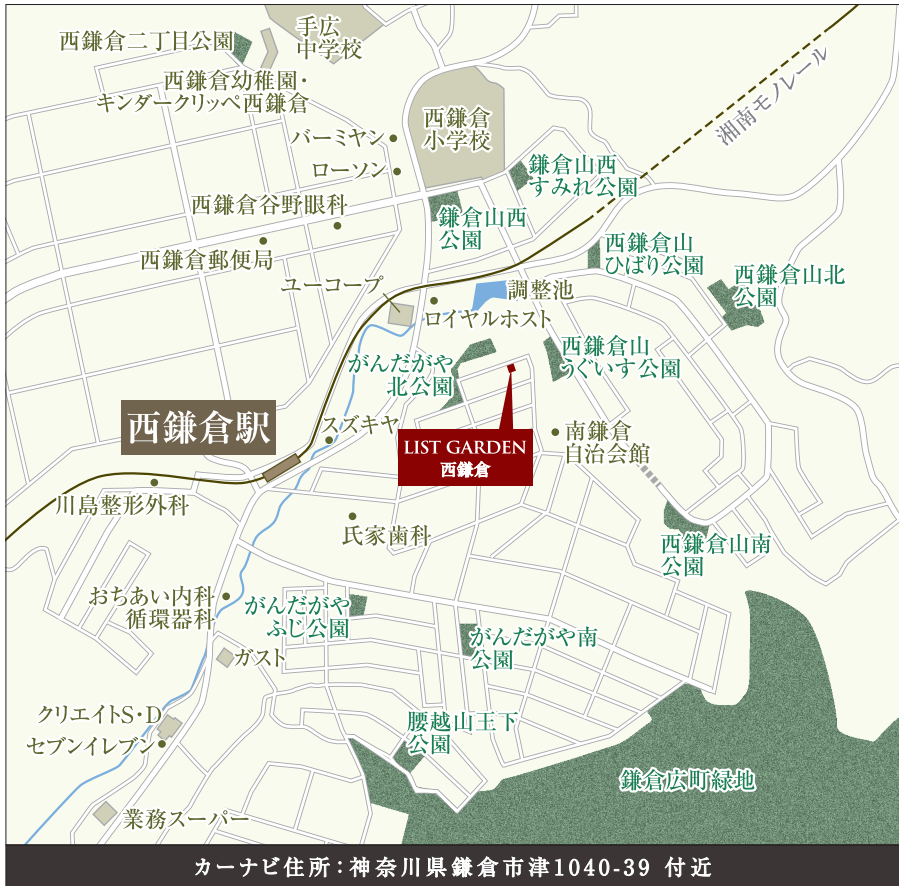 手広
中学校
西鎌倉二丁目公園
西鎌倉幼稚園・
キンダークリッペ西鎌倉
湘南モノレール
西鎌倉
小学校
バーミヤン
ローソン
鎌倉山西
すみれ公園
西鎌倉谷野眼科
鎌倉山西
公園
西鎌倉郵便局
西鎌倉山
ひばり公園
西鎌倉山北
公園
ユーコープ
調整池
ロイヤルホスト
がんだがや
北公園
西鎌倉山
うぐいす公園
西鎌倉駅
スズキヤ
LIST GARDEN
西鎌倉
南鎌倉
自治会館
川島整形外科
氏家歯科
西鎌倉山南
公園
おちあい内科
循環器科
がんだがや
ふじ公園
がんだがや南
公園
ガスト
クリエイトS・D
セブンイレブン
腰越山王下
公園
鎌倉広町緑地
業務スーパー
カーナビ住所：神奈川県鎌倉市津1040-39 付近